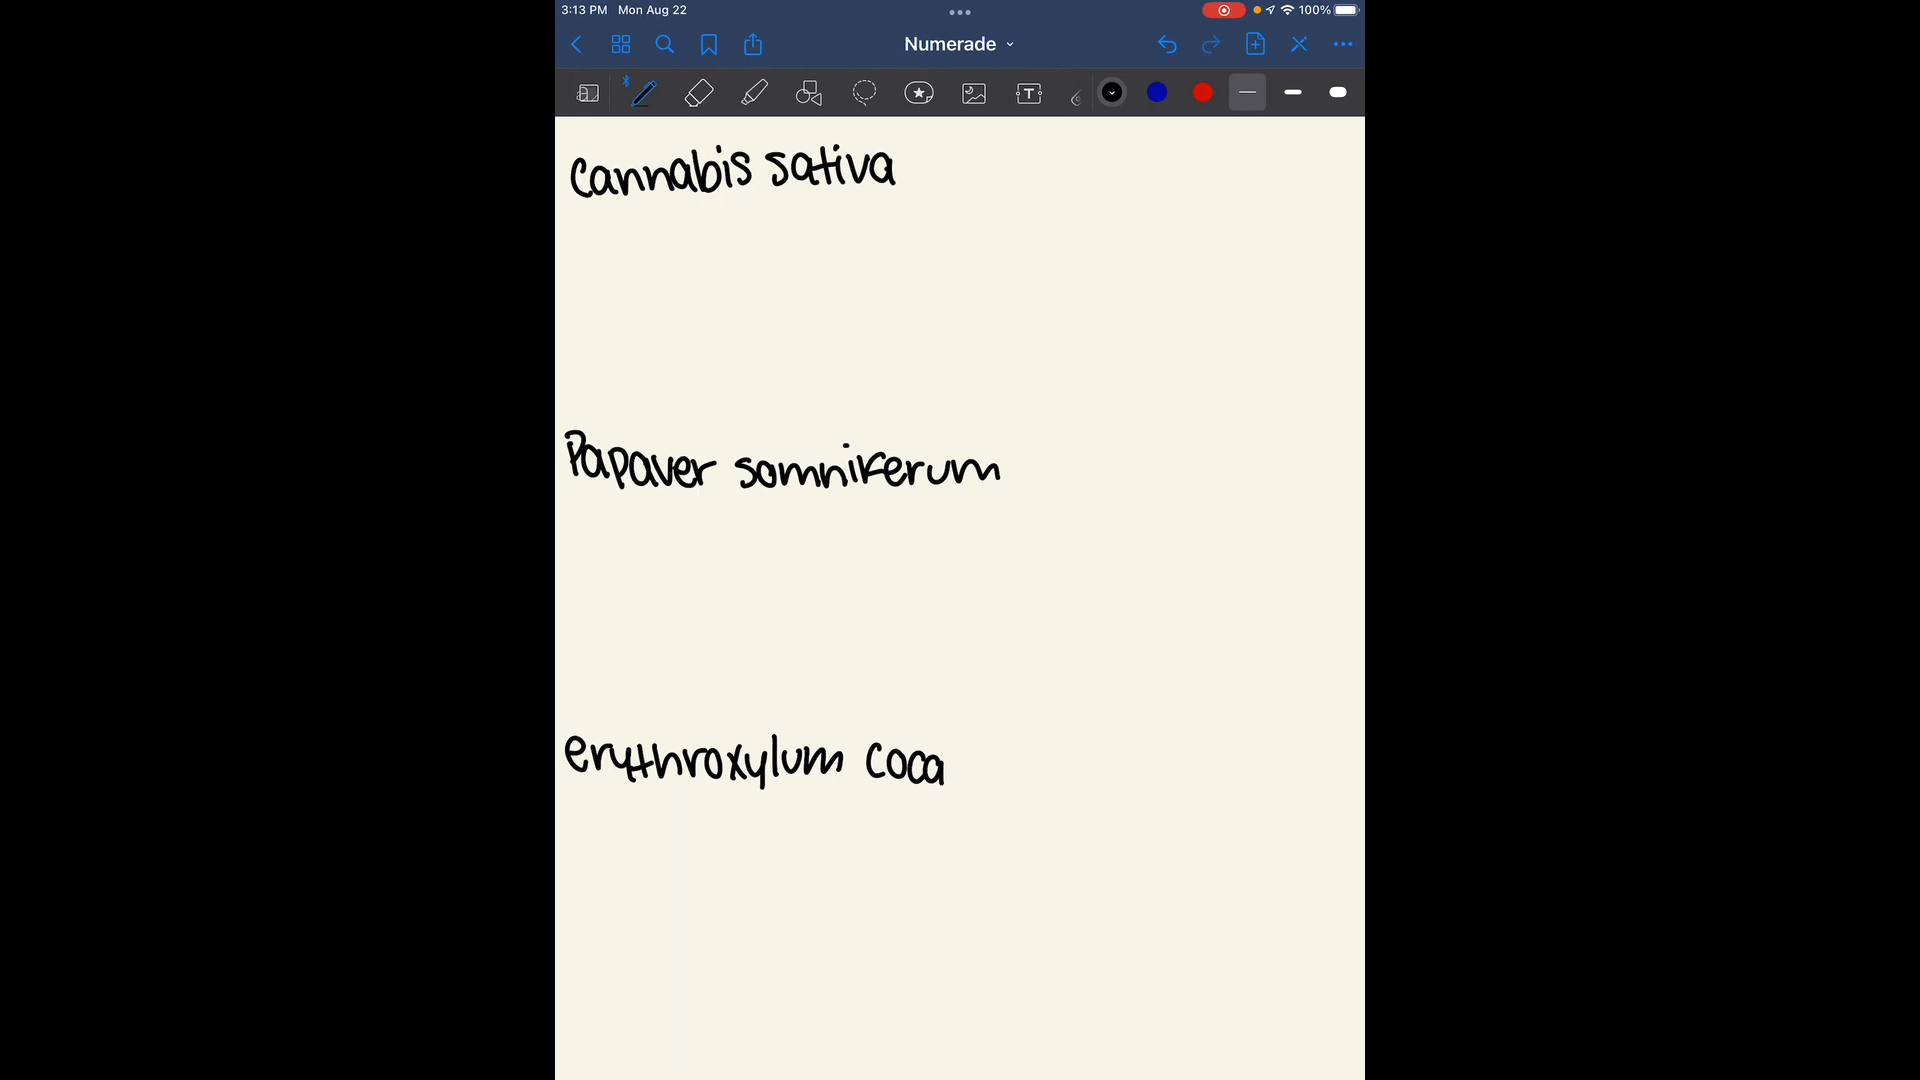 3:13 PM Mon Aug 22
100%
Numerade
T
Cannabis sativa
Papaver somniferum
erythroxylum coca